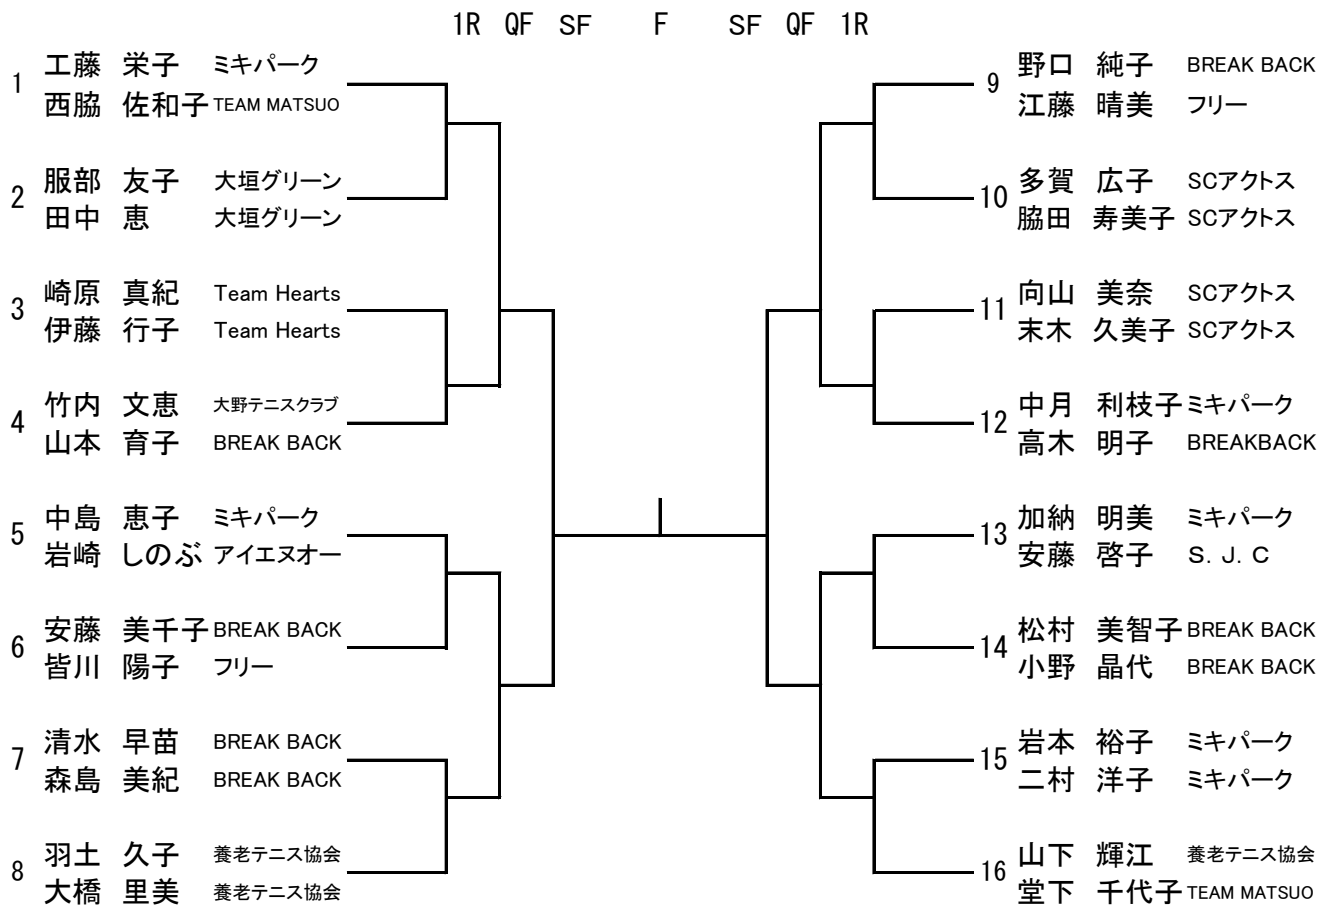 1R QF SF F SF QF 1R
1 工藤 栄子 ミキパーク
西脇 佐和子 TEAM MATSUO
2 服部 友子 大垣グリーン
田中 恵 大垣グリーン
3 崎原 真紀 Team Hearts
伊藤 行子 Team Hearts
4 竹内 文恵 大野テニスクラブ
山本 育子 BREAK BACK
5 中島 恵子 ミキパーク
岩崎 しのぶ アイエヌオー
6 安藤 美千子 BREAK BACK
皆川 陽子 フリー
7 清水 早苗 BREAK BACK
森島 美紀 BREAK BACK
8 羽土 久子 養老テニス協会
大橋 里美 養老テニス協会
9 野口 純子 BREAK BACK
江藤 晴美 フリー
10 多賀 広子 SCアクトス
脇田 寿美子 SCアクトス
11 向山 美奈 SCアクトス
末木 久美子 SCアクトス
12 中月 利枝子 ミキパーク
高木 明子 BREAKBACK
13 加納 明美 ミキパーク
安藤 啓子 S．J．C
14 松村 美智子 BREAK BACK
小野 晶代 BREAK BACK
15 岩本 裕子 ミキパーク
二村 洋子 ミキパーク
16 山下 輝江 養老テニス協会
堂下 千代子 TEAM MATSUO